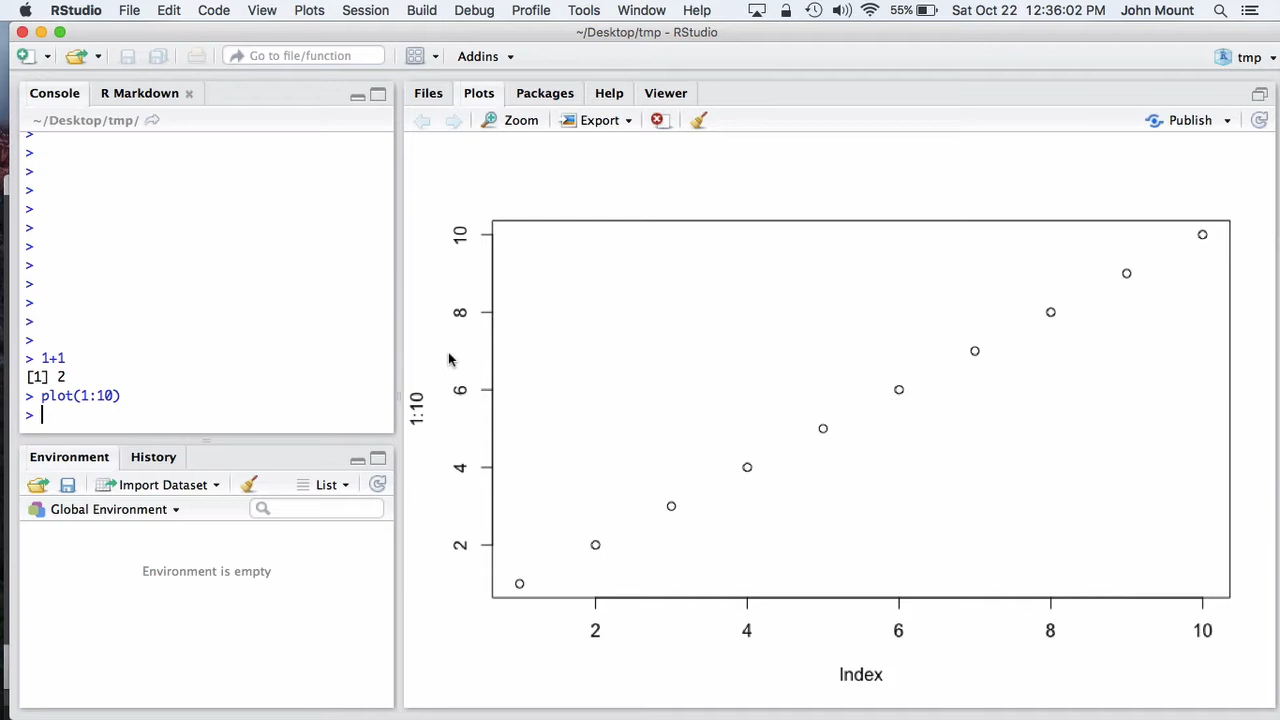 RStudio File Edit Code View Plots Session Build Debug Profile Tools Window Help 55% Sat Oct 22 12:36:02 PM John Mount
~/Desktop/tmp - RStudio
Go to file/function Addins tmp
Console R Markdown
~/Desktop/tmp/
>
>
>
>
>
>
>
>
>
>
>
>
> 1+1
[1] 2
> plot(1:10)
>
Environment History
Import Dataset List
Global Environment
Environment is empty
Files Plots Packages Help Viewer
Zoom Export Publish
10
8
6
4
2
1:10
2 4 6 8 10
Index